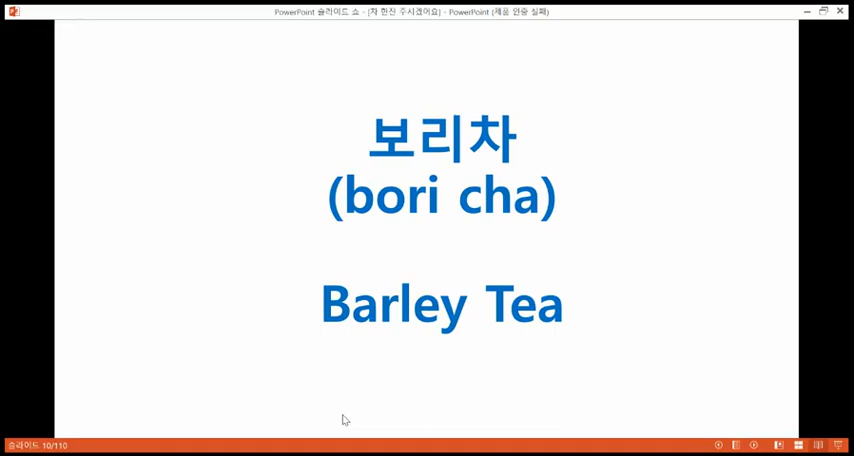 PowerPoint 슬라이드 쇼 - [차 한잔 주시겠어요] - PowerPoint (제품 인증 실패)
보리차
(bori cha)
Barley Tea
슬라이드 10/110